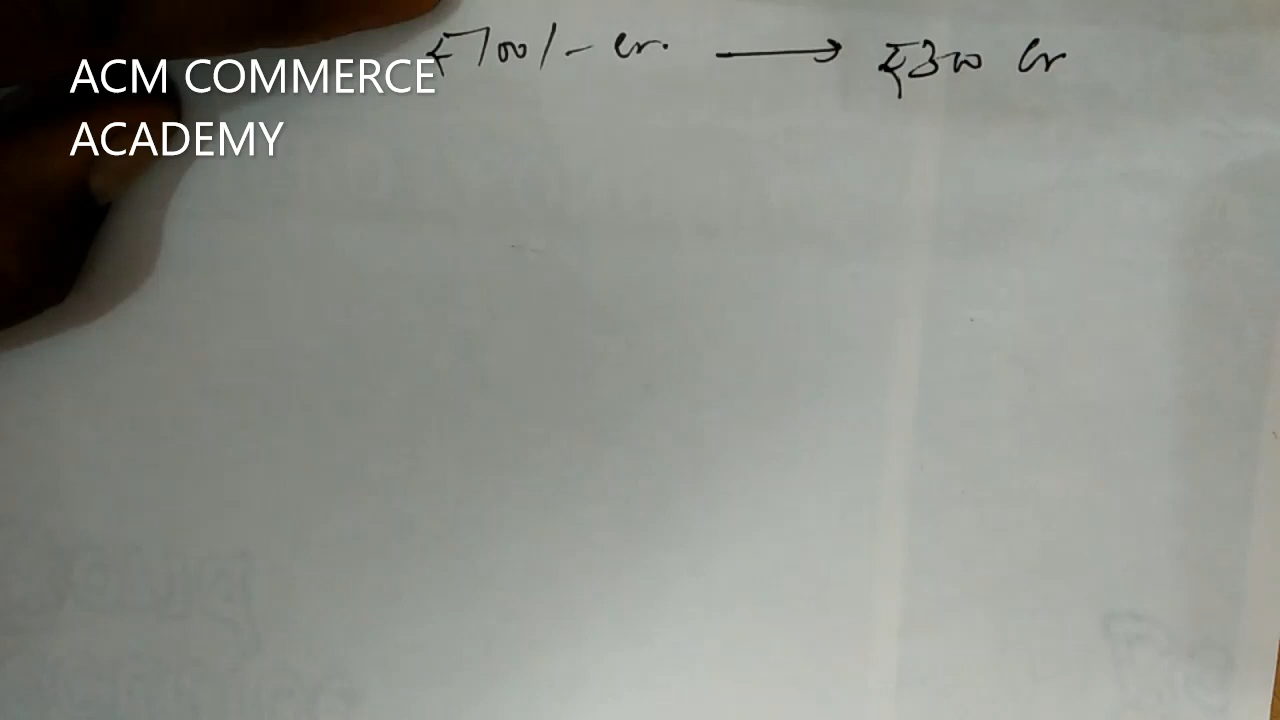 ACM COMMERCE
ACADEMY
₹700/- Cr. → ₹300 Cr